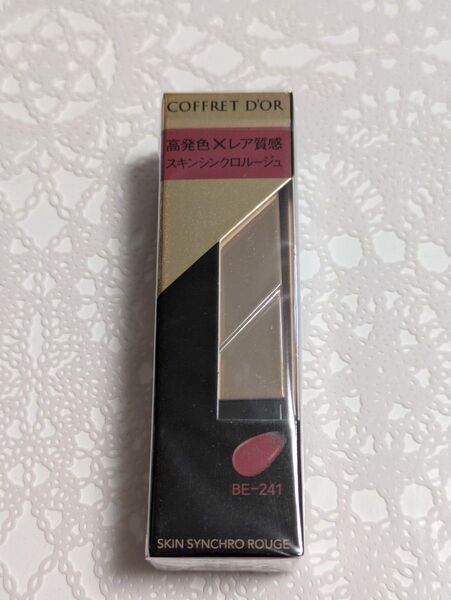 COFFRET D'OR
高発色×レア質感
スキンシンクロルージュ
BE-241
SKIN SYNCHRO ROUGE